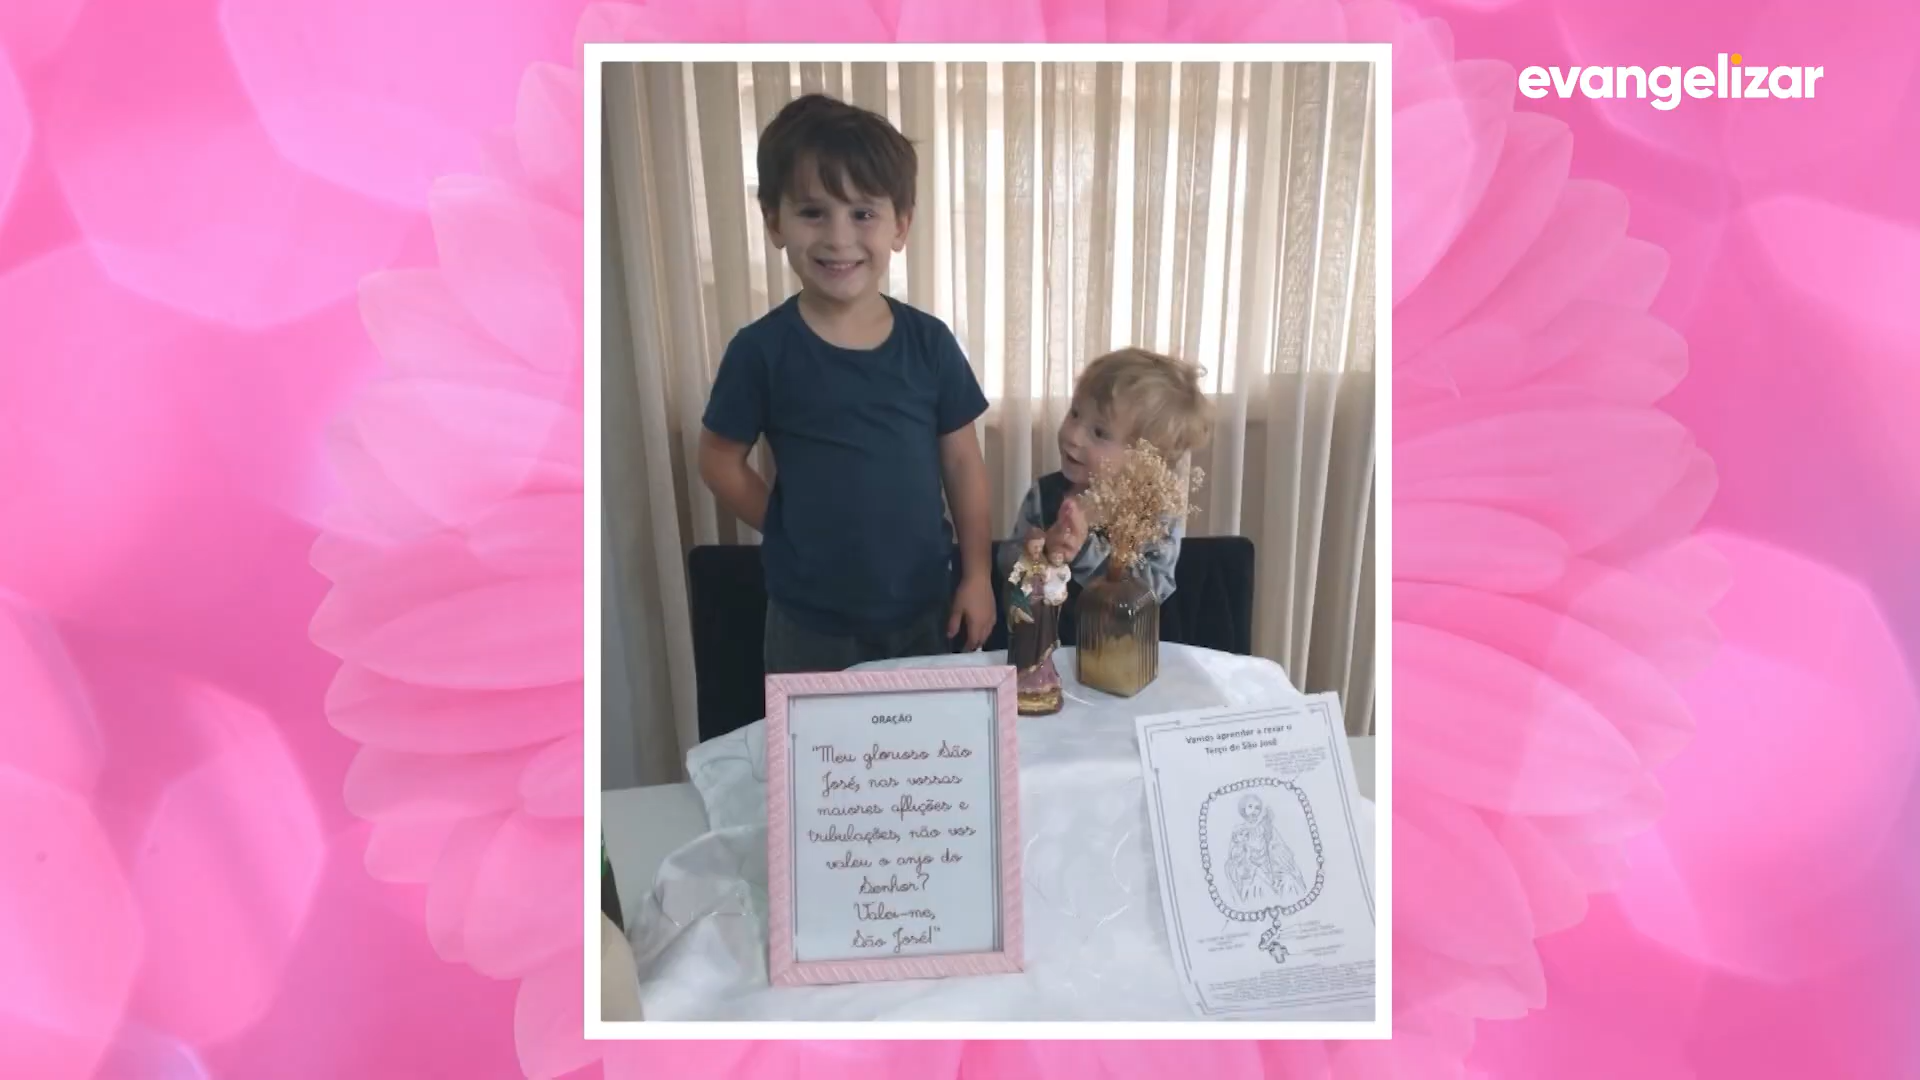 evangelizar
ORAÇÃO
"Meu glorioso São
José, nas vossas
maiores aflições e
tribulações, não vos
valeu o anjo do
Senhor?
Valei-me,
São José!"
Vamos aprender a rezar o
Terço de São José